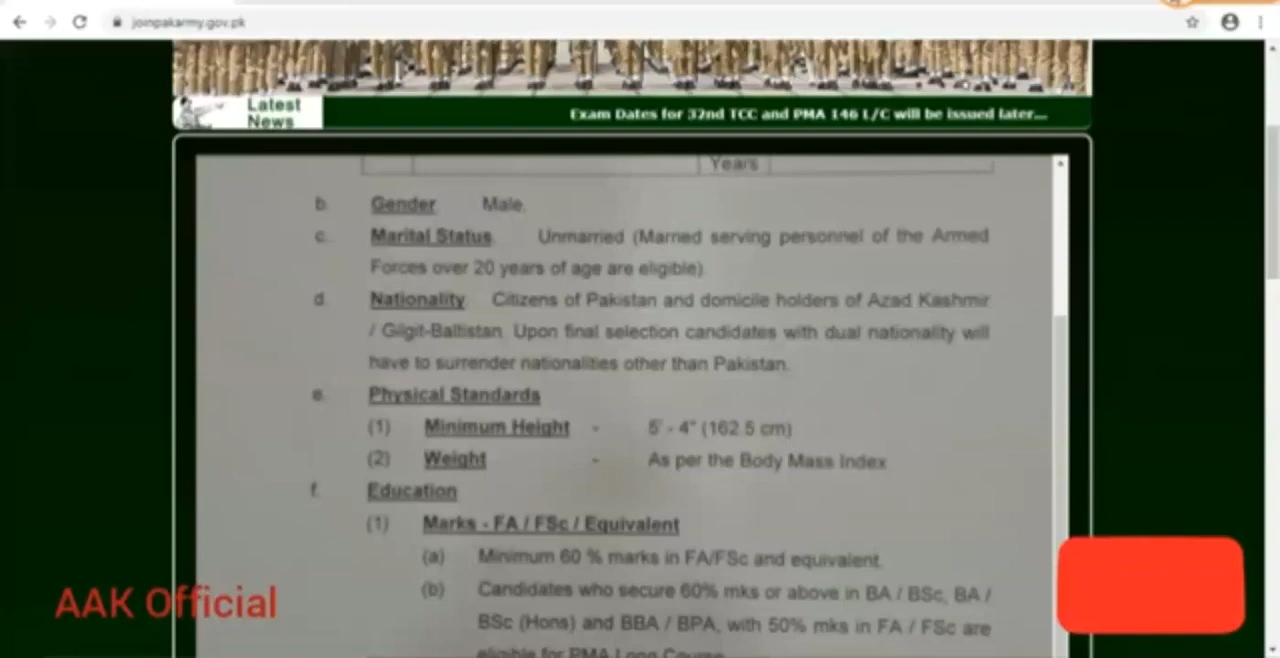 joinpakarmy.gov.pk
Latest
News
Exam Dates for 32nd TCC and PMA 146 L/C will be issued later...
Years
b. Gender Male.
c. Marital Status. Unmarried (Married serving personnel of the Armed
Forces over 20 years of age are eligible)
d. Nationality Citizens of Pakistan and domicile holders of Azad Kashmir
/ Gilgit-Baltistan. Upon final selection candidates with dual nationality will
have to surrender nationalities other than Pakistan.
e. Physical Standards
(1) Minimum Height - 5' - 4" (162.5 cm)
(2) Weight - As per the Body Mass Index
f. Education
(1) Marks - FA / FSc / Equivalent
(a) Minimum 60 % marks in FA/FSc and equivalent.
(b) Candidates who secure 60% mks or above in BA / BSc, BA /
BSc (Hons) and BBA / BPA, with 50% mks in FA / FSc are
eligible for PMA Long Course
AAK Official